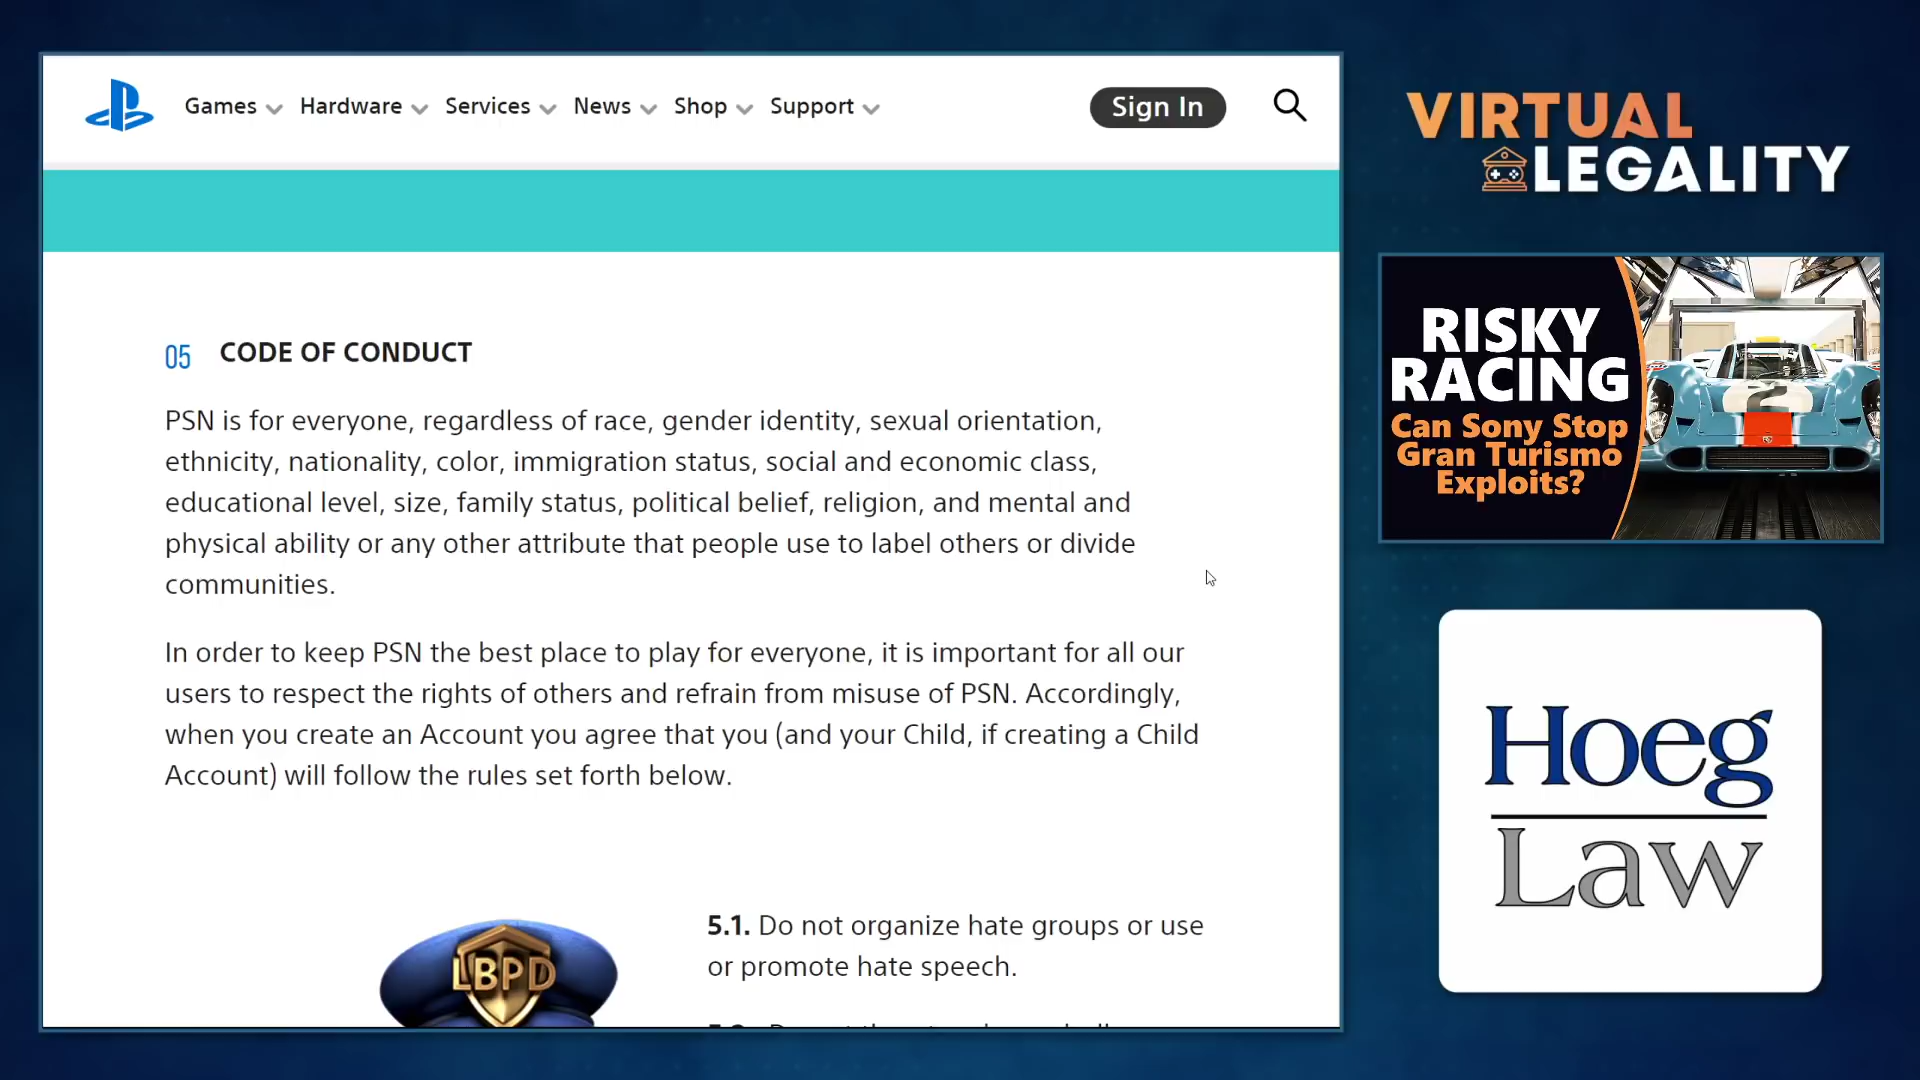 Games
Hardware
Services
News
Shop
Support
Sign In
05 CODE OF CONDUCT
PSN is for everyone, regardless of race, gender identity, sexual orientation,
ethnicity, nationality, color, immigration status, social and economic class,
educational level, size, family status, political belief, religion, and mental and
physical ability or any other attribute that people use to label others or divide
communities.
In order to keep PSN the best place to play for everyone, it is important for all our
users to respect the rights of others and refrain from misuse of PSN. Accordingly,
when you create an Account you agree that you (and your Child, if creating a Child
Account) will follow the rules set forth below.
LBPD
5.1. Do not organize hate groups or use
or promote hate speech.
VIRTUAL
LEGALITY
RISKY
RACING
Can Sony Stop
Gran Turismo
Exploits?
2
Hoeg
Law